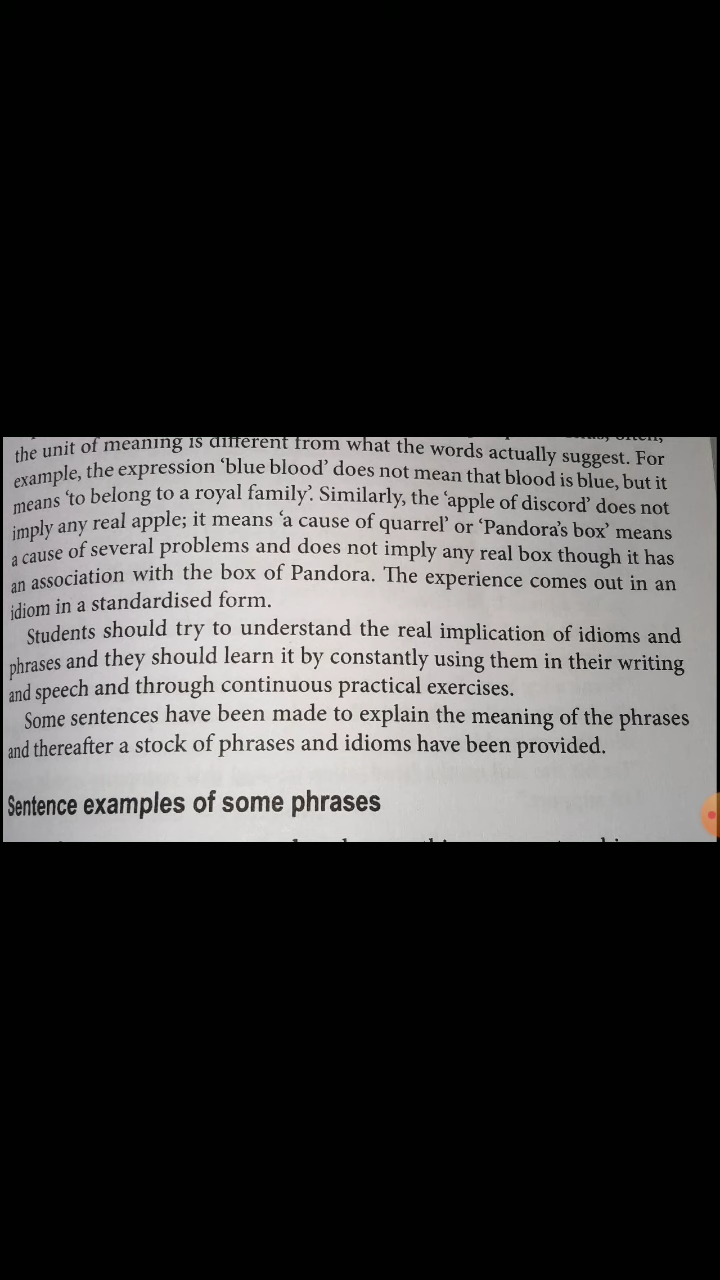 the unit of meaning is different from what the words actually suggest. For
example, the expression ‘blue blood’ does not mean that blood is blue, but it
means ‘to belong to a royal family’. Similarly, the ‘apple of discord’ does not
imply any real apple; it means ‘a cause of quarrel’ or ‘Pandora’s box’ means
a cause of several problems and does not imply any real box though it has
an association with the box of Pandora. The experience comes out in an
idiom in a standardised form.
Students should try to understand the real implication of idioms and
phrases and they should learn it by constantly using them in their writing
and speech and through continuous practical exercises.
Some sentences have been made to explain the meaning of the phrases
and thereafter a stock of phrases and idioms have been provided.
Sentence examples of some phrases